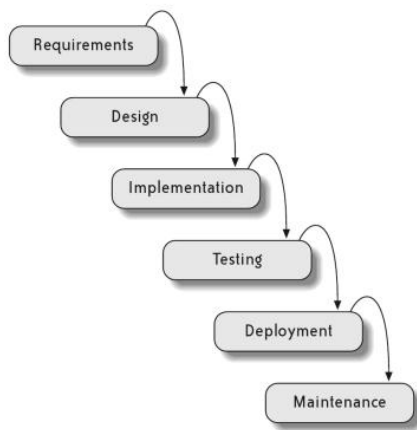 Requirements
Design
Implementation
Testing
Deployment
Maintenance